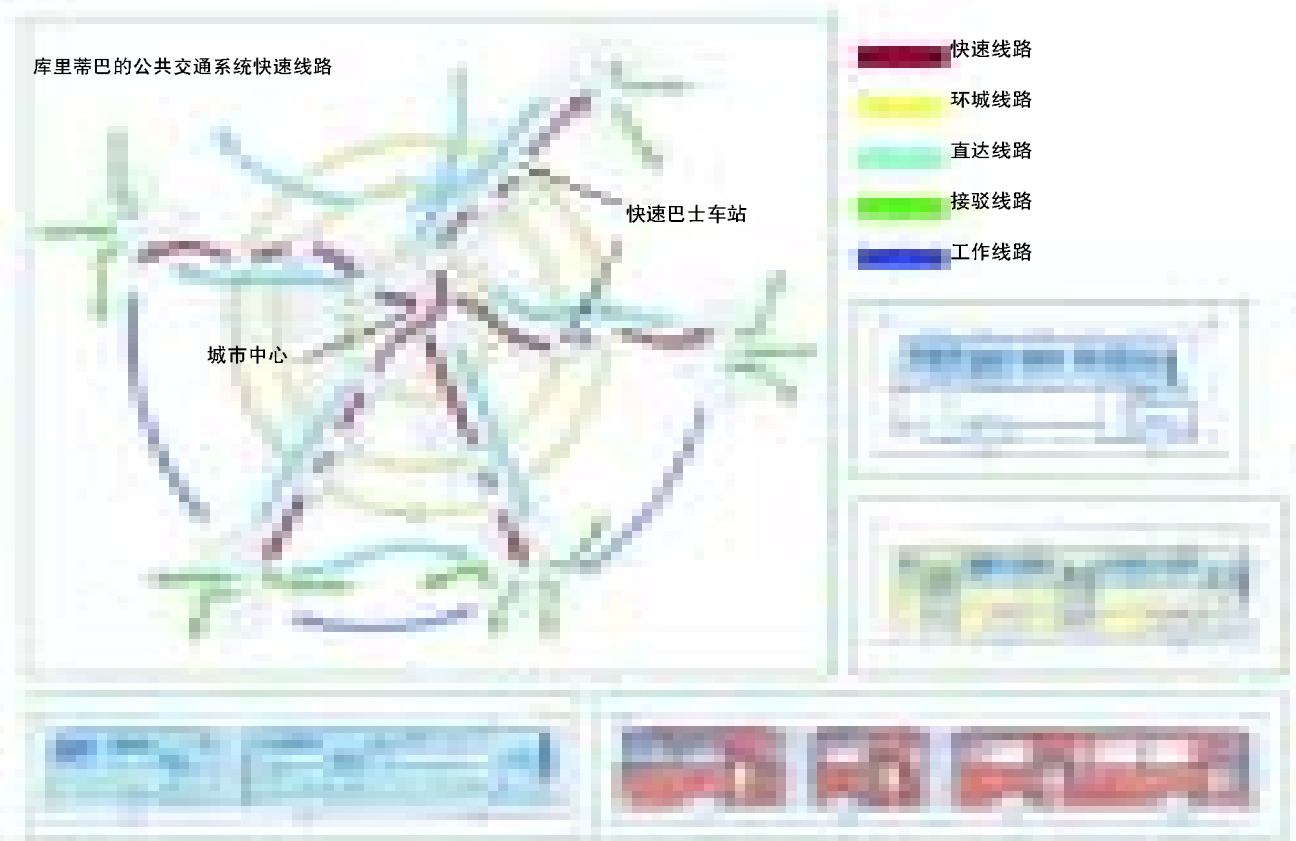 库里蒂巴的公共交通系统快速线路
快速线路
环城线路
直达线路
接驳线路
工作线路
快速巴士车站
城市中心